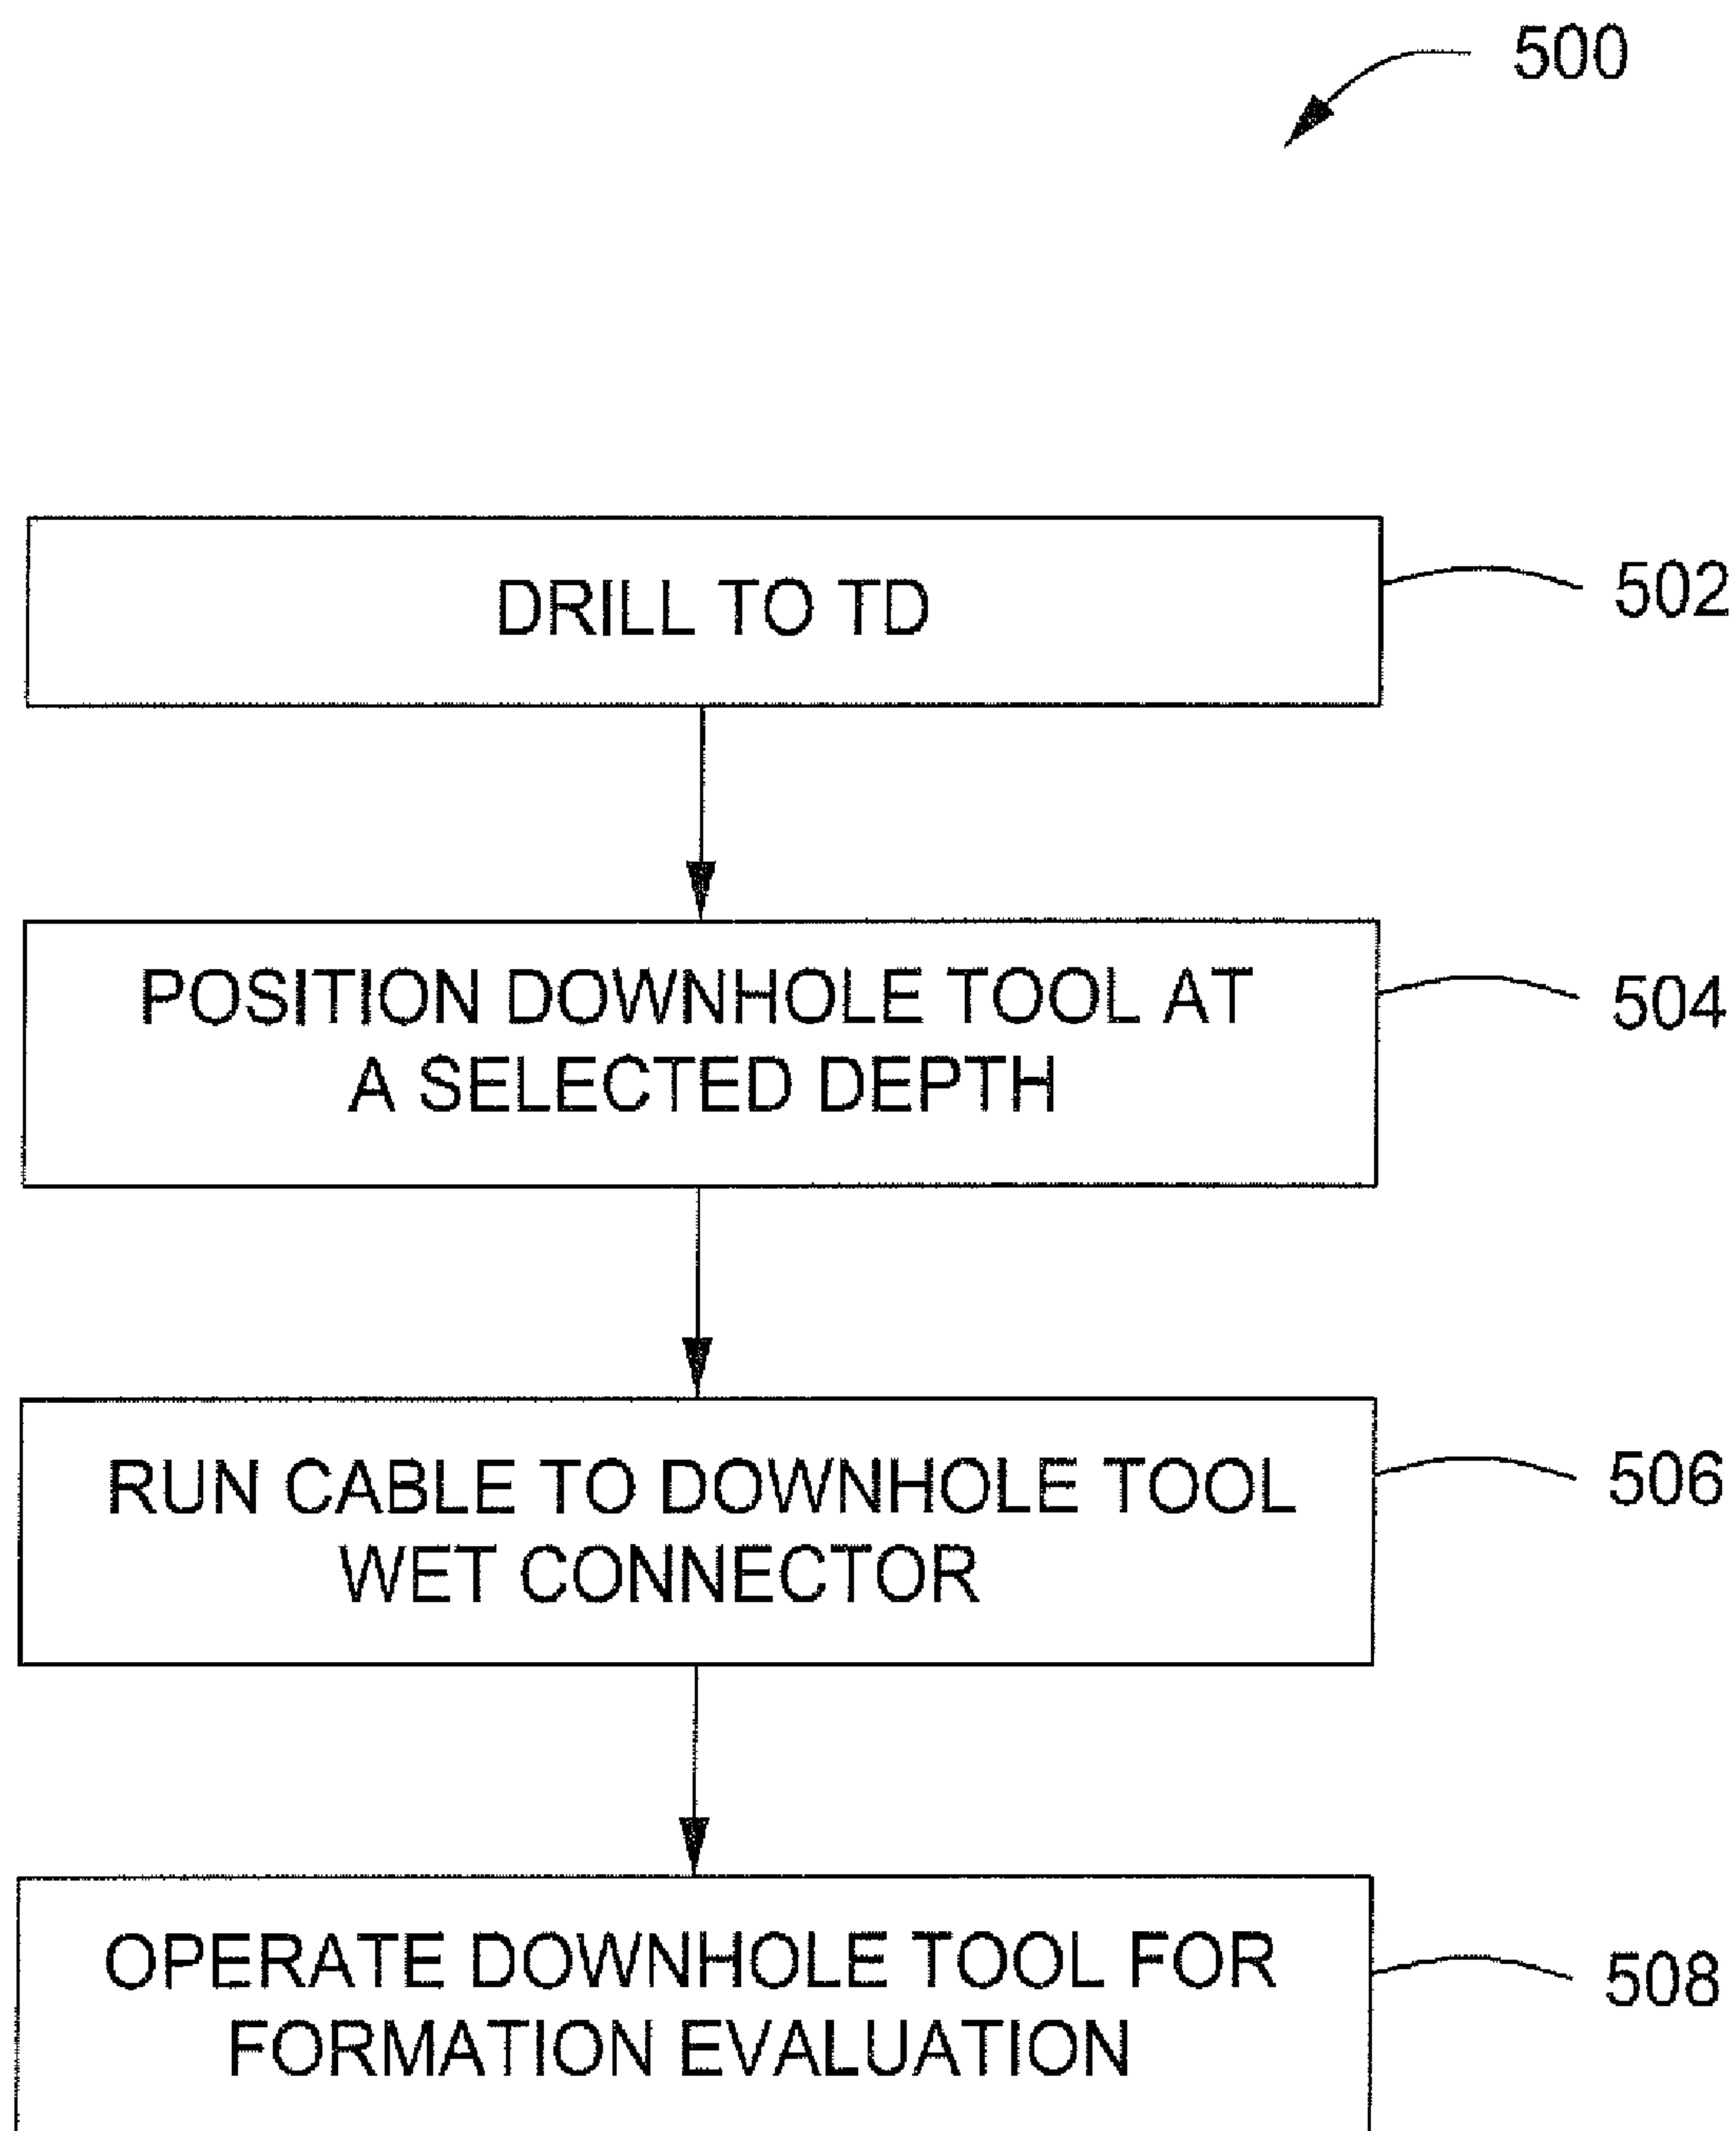 500
DRILL TO TD
502
POSITION DOWNHOLE TOOL AT
A SELECTED DEPTH
504
RUN CABLE TO DOWNHOLE TOOL
WET CONNECTOR
506
OPERATE DOWNHOLE TOOL FOR
FORMATION EVALUATION
508